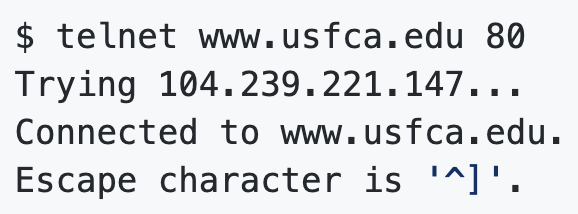 $ telnet www.usfca.edu 80
Trying 104.239.221.147...
Connected to www.usfca.edu.
Escape character is '^]'.